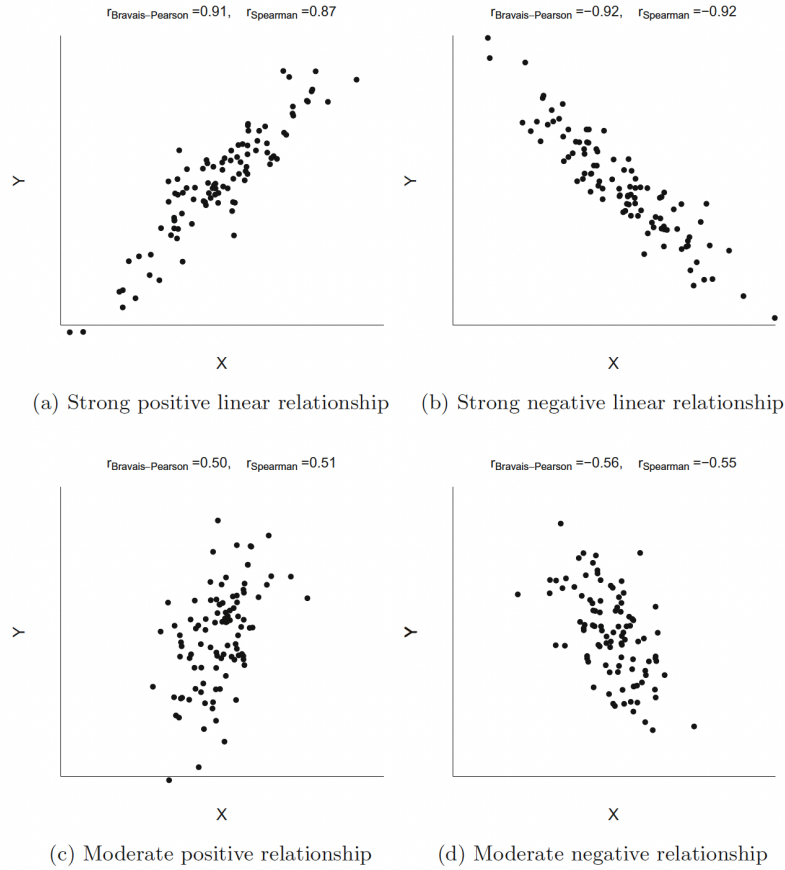 rBravais−Pearson =0.91, rSpearman =0.87
rBravais−Pearson =−0.92, rSpearman =−0.92
Y
Y
X
X
(a) Strong positive linear relationship
(b) Strong negative linear relationship
rBravais−Pearson =0.50, rSpearman =0.51
rBravais−Pearson =−0.56, rSpearman =−0.55
Y
Y
X
X
(c) Moderate positive relationship
(d) Moderate negative relationship